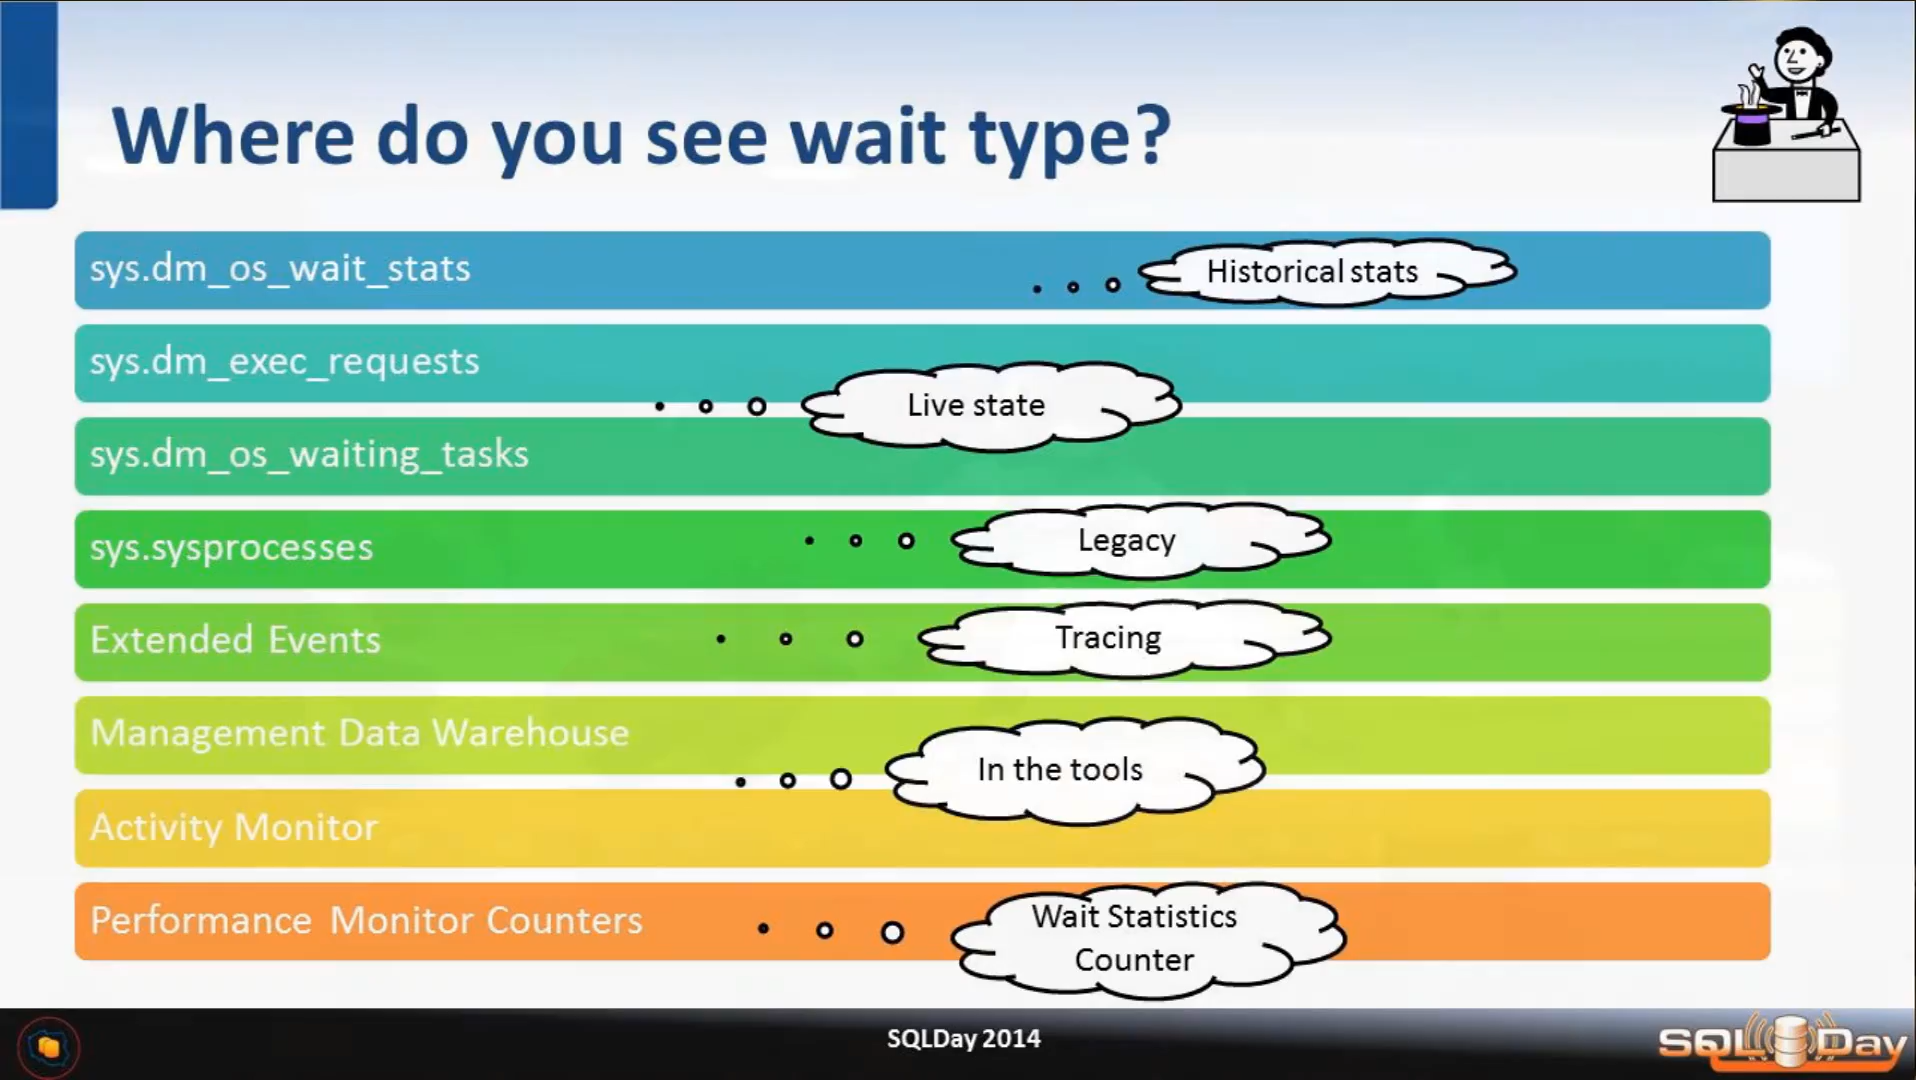 Where do you see wait type?
sys.dm_os_wait_stats
Historical stats
sys.dm_exec_requests
Live state
sys.dm_os_waiting_tasks
sys.sysprocesses
Legacy
Extended Events
Tracing
Management Data Warehouse
In the tools
Activity Monitor
Performance Monitor Counters
Wait Statistics
Counter
SQLDay 2014
SQLDay